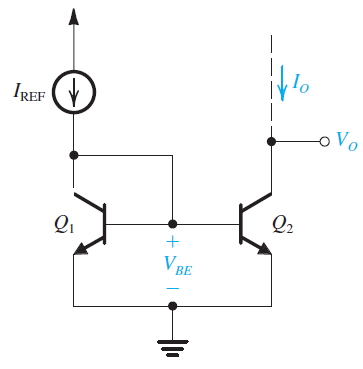 I_REF
I_O
V_O
Q_1
Q_2
+
V_BE
−